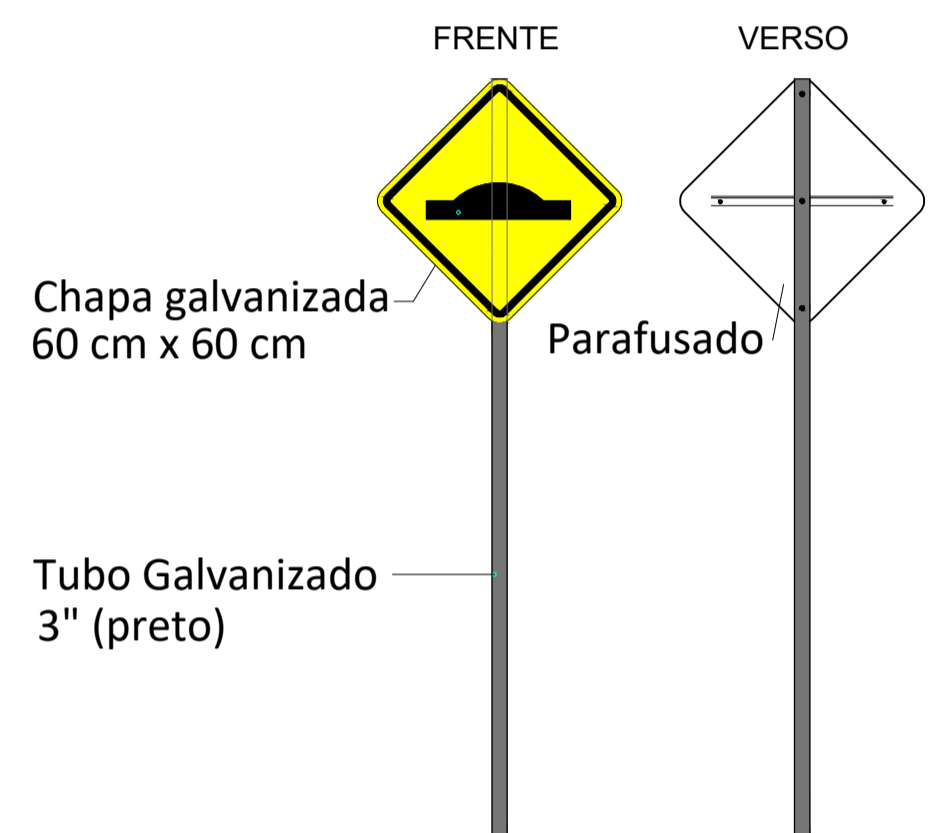 FRENTE
VERSO
Chapa galvanizada
60 cm x 60 cm
Parafusado
Tubo Galvanizado
3" (preto)